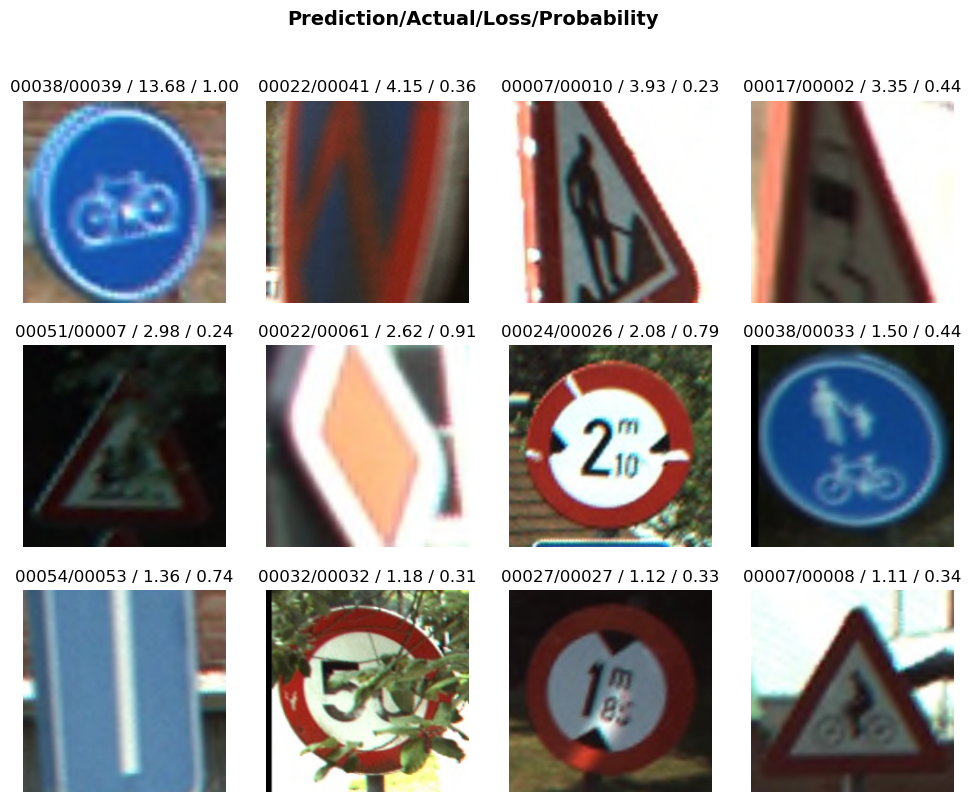 Prediction/Actual/Loss/Probability
00038/00039 / 13.68 / 1.00
00022/00041 / 4.15 / 0.36
00007/00010 / 3.93 / 0.23
00017/00002 / 3.35 / 0.44
00051/00007 / 2.98 / 0.24
00022/00061 / 2.62 / 0.91
00024/00026 / 2.08 / 0.79
00038/00033 / 1.50 / 0.44
2 m 10
00054/00053 / 1.36 / 0.74
00032/00032 / 1.18 / 0.31
00027/00027 / 1.12 / 0.33
00007/00008 / 1.11 / 0.34
50
1 m